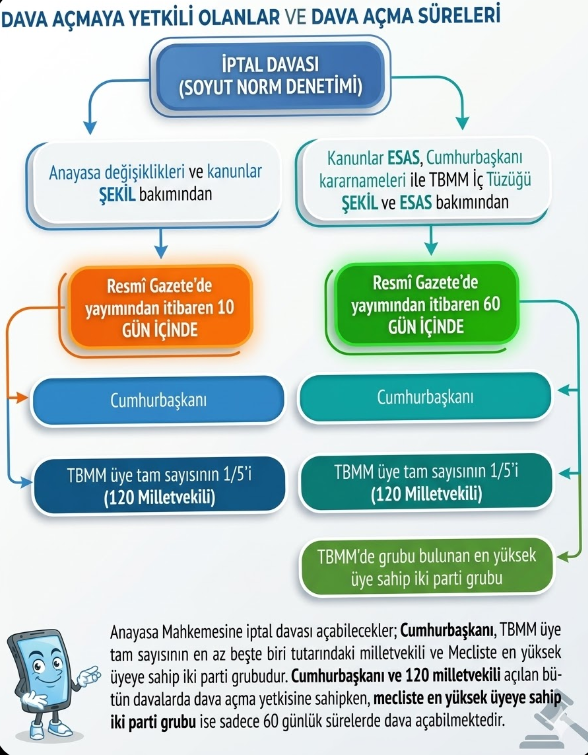 DAVA AÇMAYA YETKİLİ OLANLAR VE DAVA AÇMA SÜRELERİ
İPTAL DAVASI
(SOYUT NORM DENETİMİ)
Anayasa değişiklikleri ve kanunlar
ŞEKİL bakımından
Kanunlar ESAS, Cumhurbaşkanı
kararnameleri ile TBMM İç Tüzüğü
ŞEKİL ve ESAS bakımından
Resmî Gazete'de
yayımından itibaren 10
GÜN İÇİNDE
Resmî Gazete'de
yayımından itibaren 60
GÜN İÇİNDE
Cumhurbaşkanı
Cumhurbaşkanı
TBMM üye tam sayısının 1/5'i
(120 Milletvekili)
TBMM üye tam sayısının 1/5'i
(120 Milletvekili)
TBMM'de grubu bulunan en yüksek
üye sahip iki parti grubu
Anayasa Mahkemesine iptal davası açabilecekler; Cumhurbaşkanı, TBMM üye
tam sayısının en az beşte biri tutarındaki milletvekili ve Mecliste en yüksek
üyeye sahip iki parti grubudur. Cumhurbaşkanı ve 120 milletvekili açılan bü-
tün davalarda dava açma yetkisine sahipken, mecliste en yüksek üyeye sahip
iki parti grubu ise sadece 60 günlük sürelerde dava açabilmektedir.